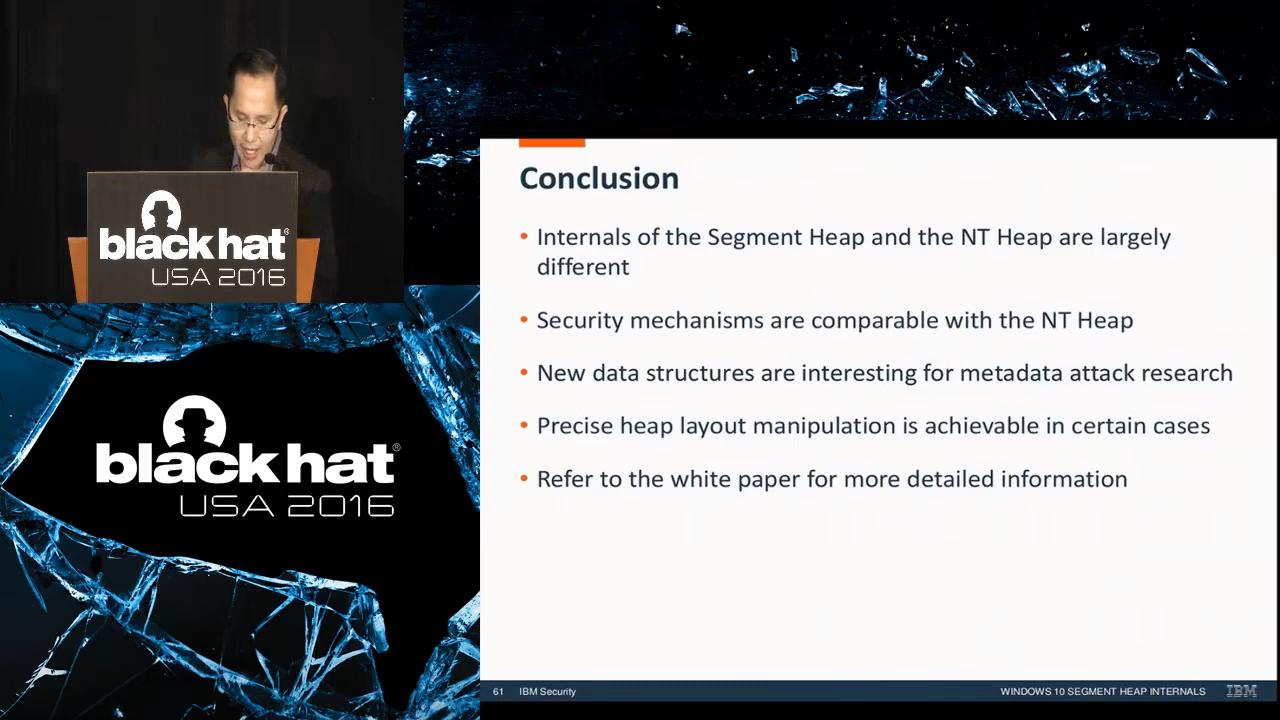 black hat®
USA 2016
black hat®
USA 2016
Conclusion
• Internals of the Segment Heap and the NT Heap are largely
different
• Security mechanisms are comparable with the NT Heap
• New data structures are interesting for metadata attack research
• Precise heap layout manipulation is achievable in certain cases
• Refer to the white paper for more detailed information
61 IBM Security WINDOWS 10 SEGMENT HEAP INTERNALS IBM